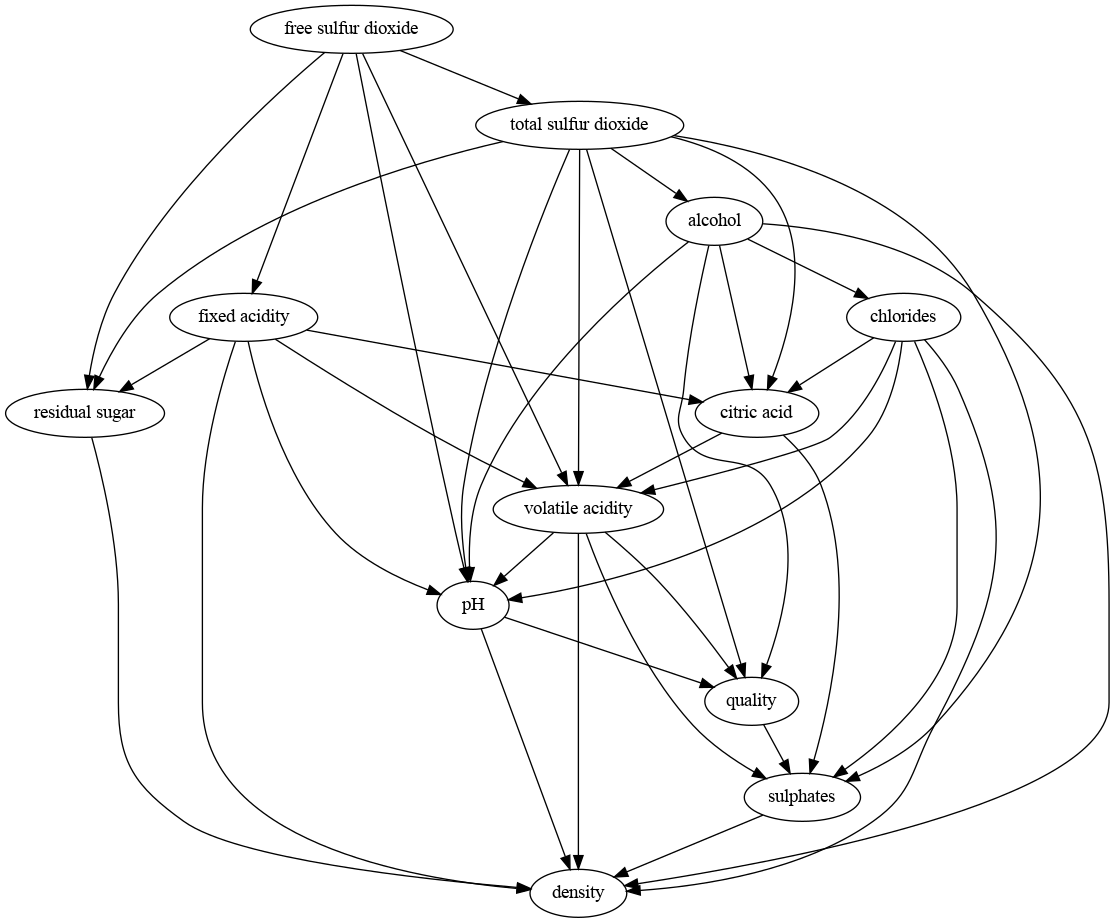 free sulfur dioxide
total sulfur dioxide
alcohol
fixed acidity
chlorides
residual sugar
citric acid
volatile acidity
pH
quality
sulphates
density